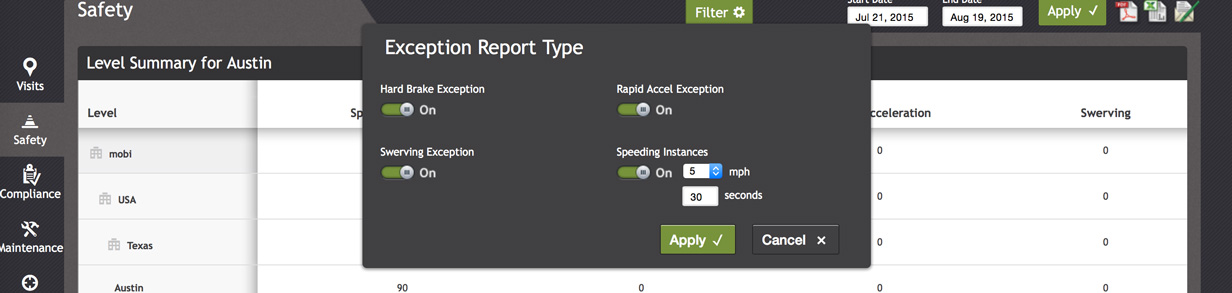 Safety
Filter
Start Date
End Date
Jul 21, 2015
Aug 19, 2015
Apply ✓
Exception Report Type
Hard Brake Exception
On
Rapid Accel Exception
On
Swerving Exception
On
Speeding Instances
On
5 mph
30 seconds
Apply ✓
Cancel ×
Visits
Safety
Compliance
Maintenance
Level Summary for Austin
Level
Sp
cceleration
Swerving
mobi
0
0
USA
0
0
Texas
0
0
Austin
90
0
0
0